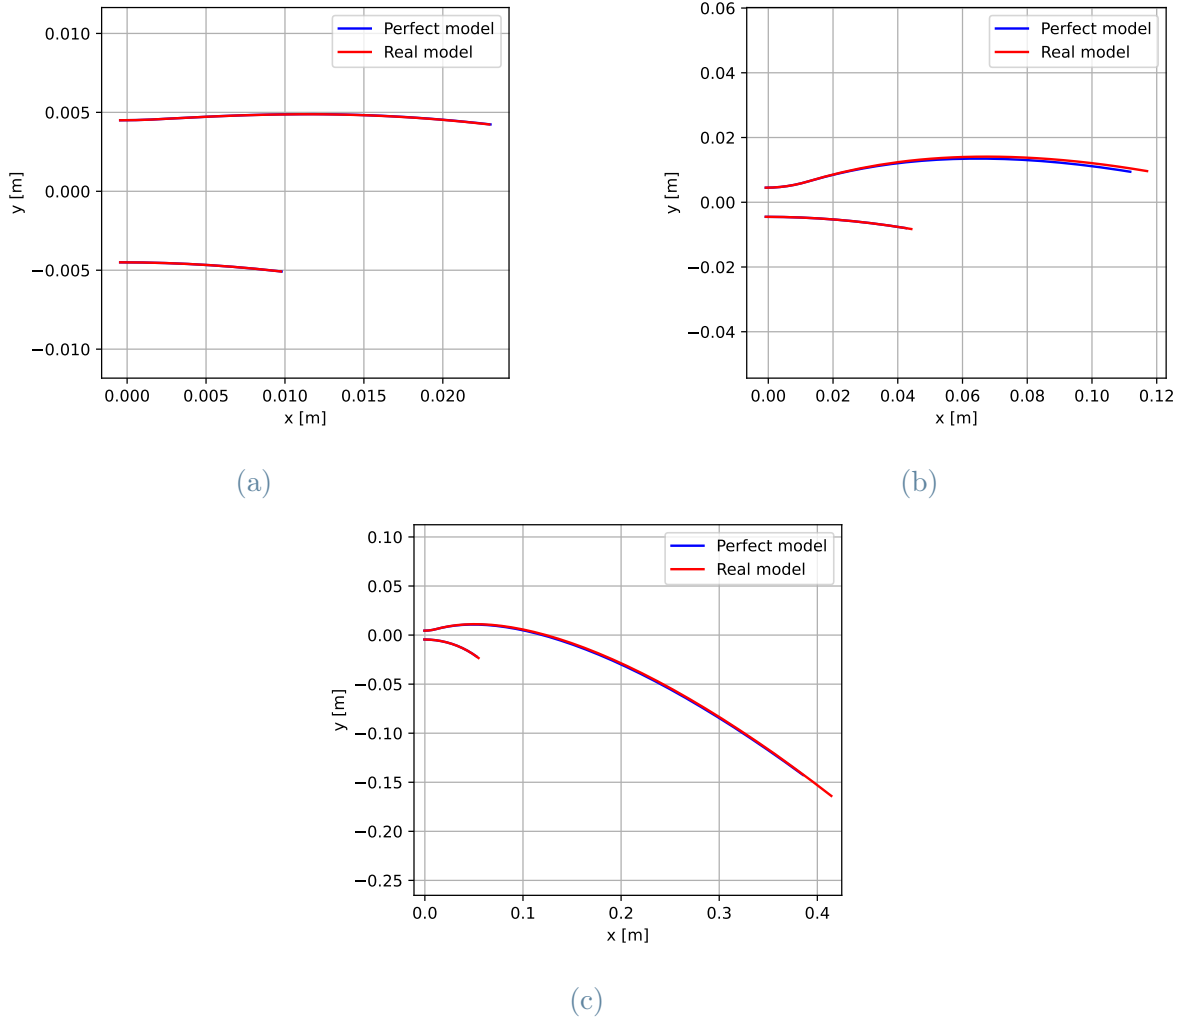 0.010
0.005
0.000
−0.005
−0.010
y [m]
0.000 0.005 0.010 0.015 0.020
x [m]
Perfect model
Real model
(a)
0.06
0.04
0.02
0.00
−0.02
−0.04
y [m]
0.00 0.02 0.04 0.06 0.08 0.10 0.12
x [m]
Perfect model
Real model
(b)
0.10
0.05
0.00
−0.05
−0.10
−0.15
−0.20
−0.25
y [m]
0.0 0.1 0.2 0.3 0.4
x [m]
Perfect model
Real model
(c)